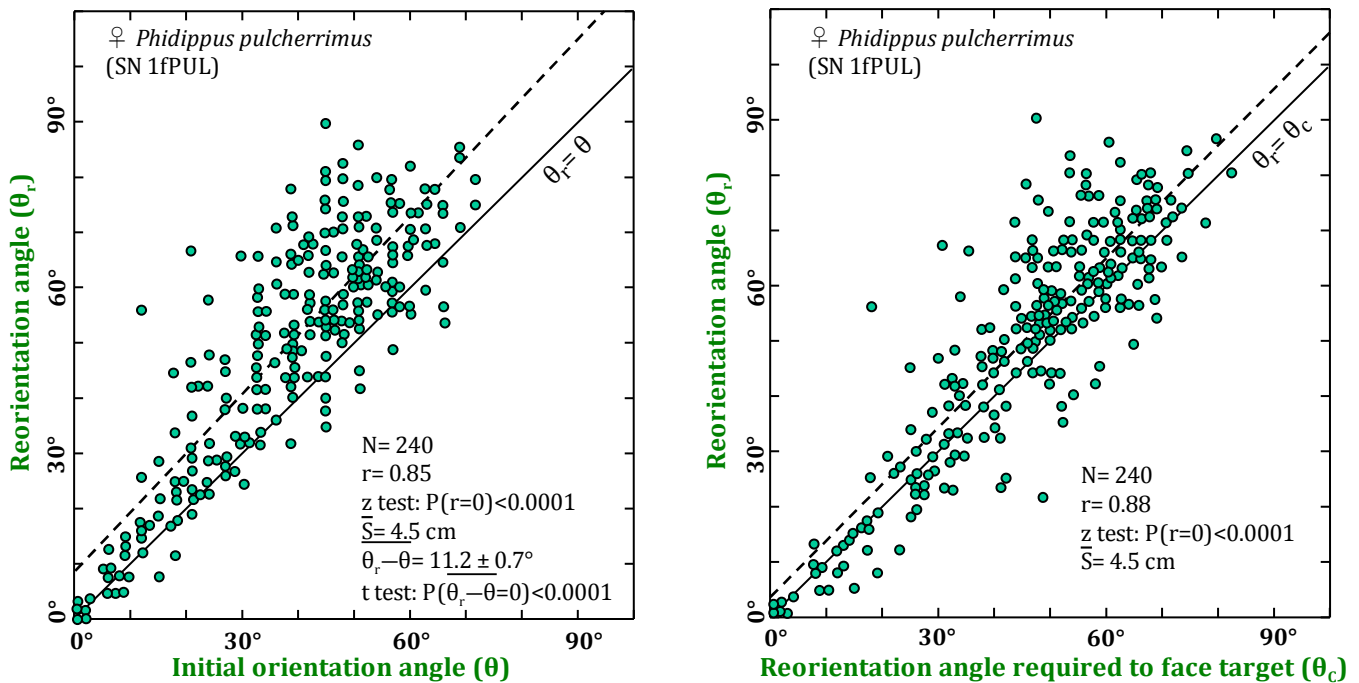 ♀ Phidippus pulcherrimus
(SN 1fPUL)
θr= θ
Reorientation angle (θr)
90°
60°
30°
0°
N= 240
r= 0.85
z test: P(r=0)<0.0001
S= 4.5 cm
θr—θ= 11.2 ± 0.7°
t test: P(θr—θ=0)<0.0001
0°
30°
60°
90°
Initial orientation angle (θ)
♀ Phidippus pulcherrimus
(SN 1fPUL)
θr= θc
Reorientation angle (θr)
90°
60°
30°
0°
N= 240
r= 0.88
z test: P(r=0)<0.0001
S= 4.5 cm
0°
30°
60°
90°
Reorientation angle required to face target (θc)